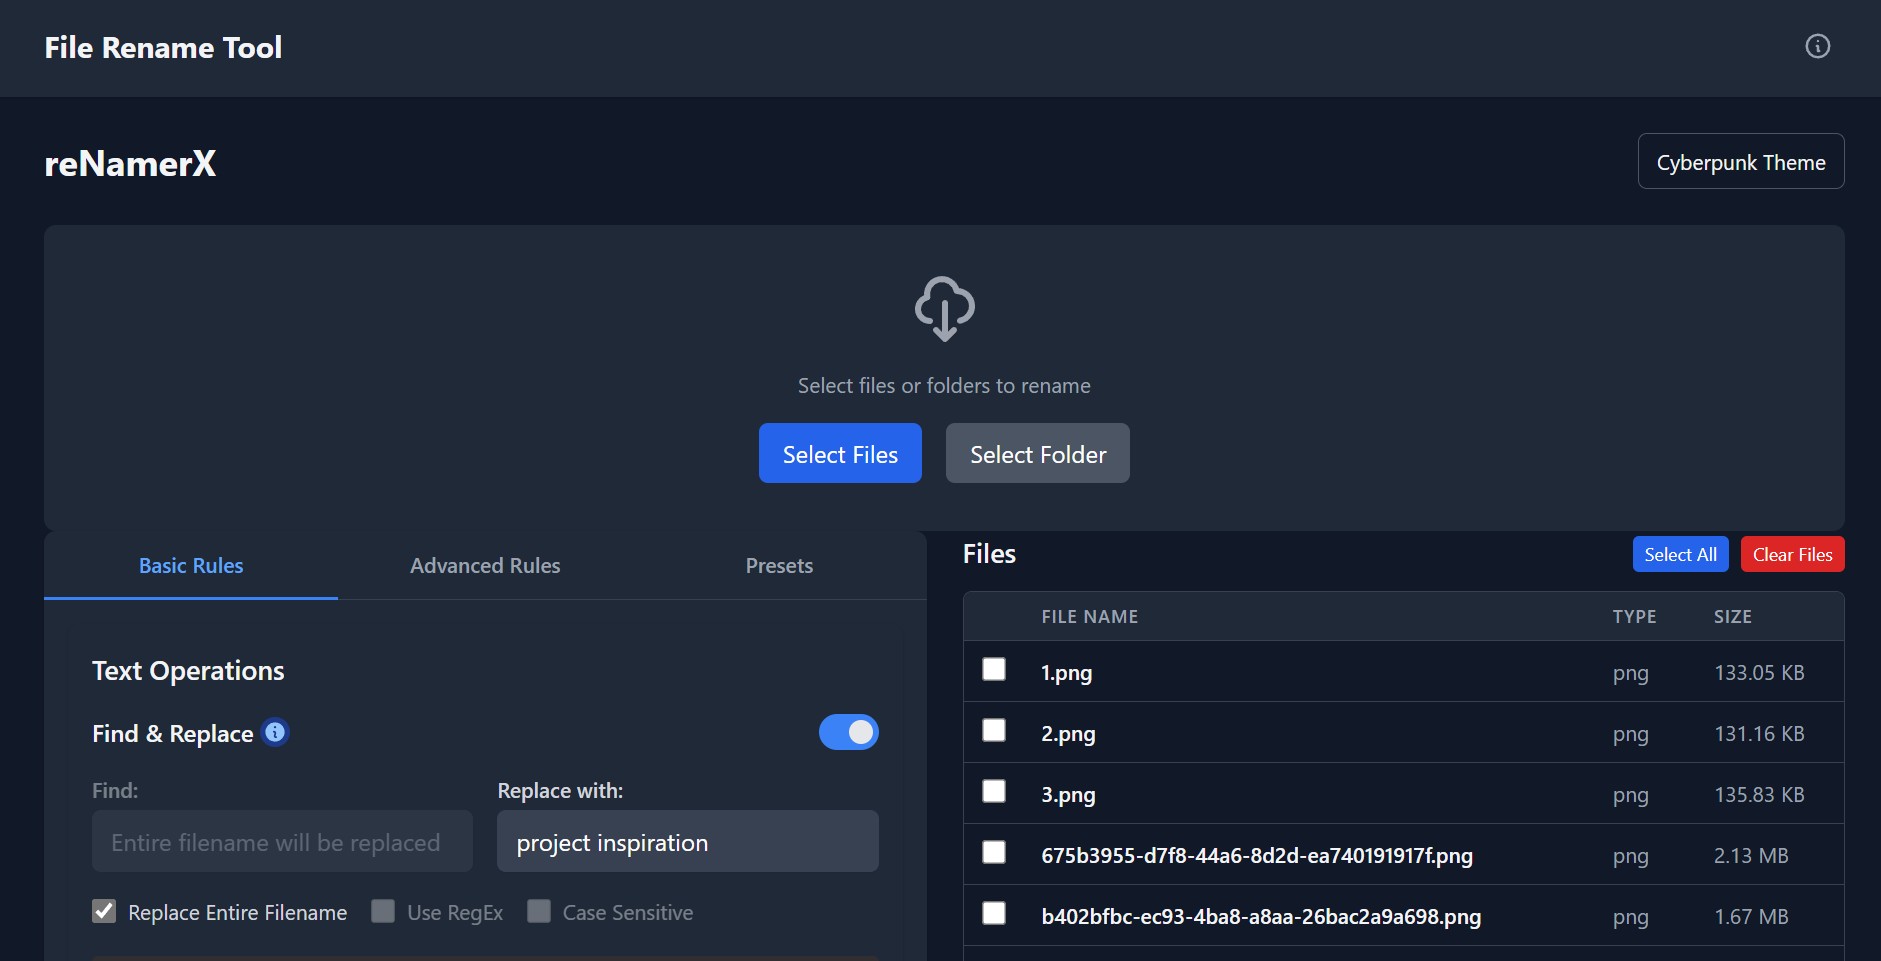 File Rename Tool
reNamerX
Cyberpunk Theme
Select files or folders to rename
Select Files
Select Folder
Basic Rules
Advanced Rules
Presets
Text Operations
Find & Replace
Find:
Replace with:
Entire filename will be replaced
project inspiration
Replace Entire Filename
Use RegEx
Case Sensitive
Files
Select All
Clear Files
FILE NAME TYPE SIZE
1.png png 133.05 KB
2.png png 131.16 KB
3.png png 135.83 KB
675b3955-d7f8-44a6-8d2d-ea740191917f.png png 2.13 MB
b402bfbc-ec93-4ba8-a8aa-26bac2a9a698.png png 1.67 MB